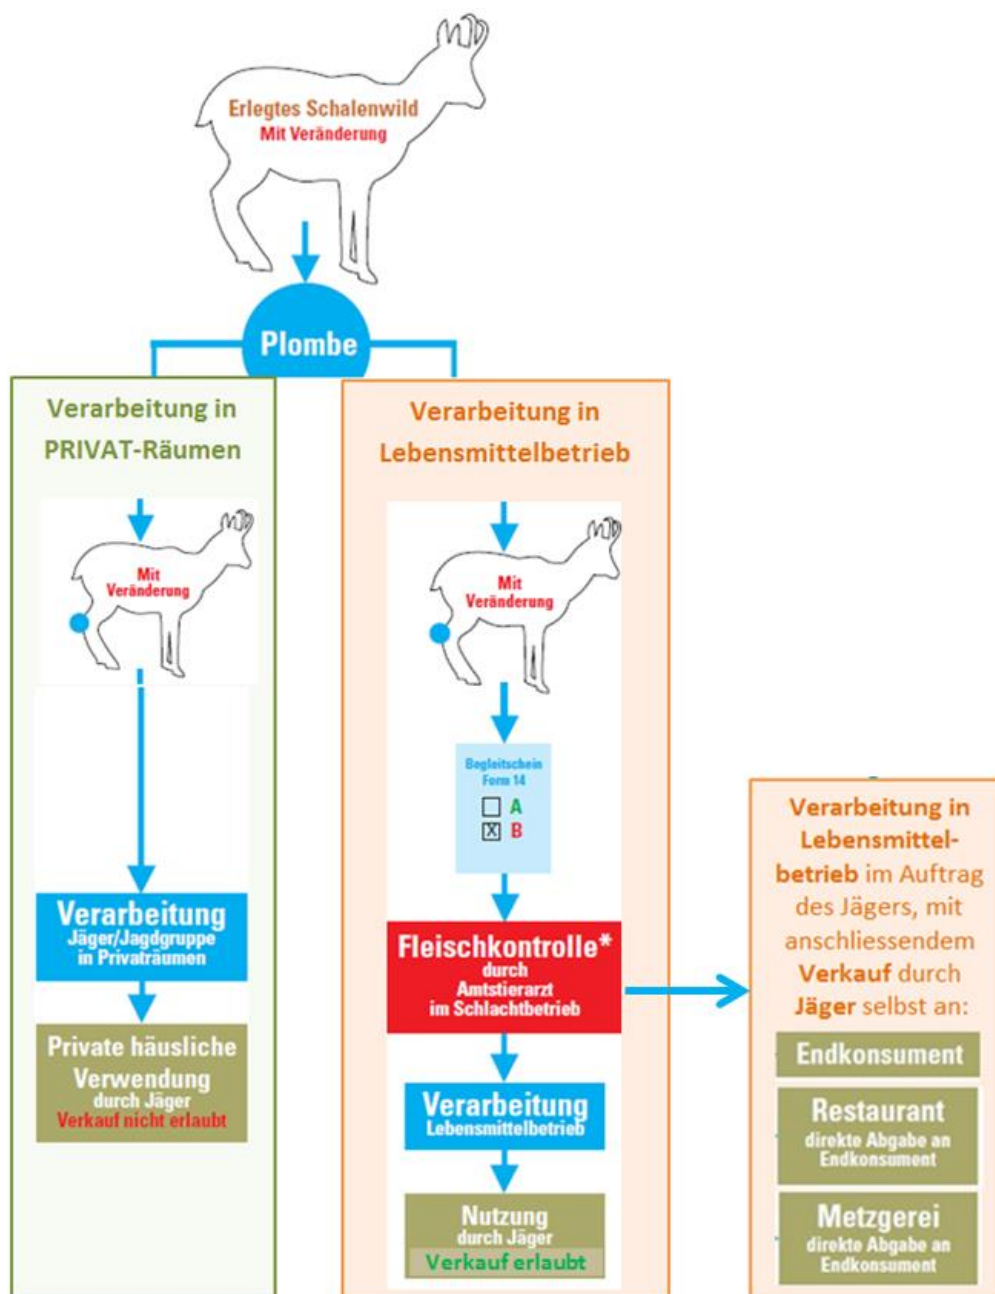 Erlegtes Schalenwild
Mit Veränderung
Plombe
Verarbeitung in
PRIVAT-Räumen
Mit
Veränderung
Verarbeitung
Jäger/Jagdgruppe
in Privaträumen
Private häusliche
Verwendung
durch Jäger
Verkauf nicht erlaubt
Verarbeitung in
Lebensmittelbetrieb
Mit
Veränderung
Begleitschein
Form 14
A
X B
Fleischkontrolle*
durch
Amtstierarzt
im Schlachtbetrieb
Verarbeitung
Lebensmittelbetrieb
Nutzung
durch Jäger
Verkauf erlaubt
Verarbeitung in
Lebensmittel-
betrieb im Auftrag
des Jägers, mit
anschliessendem
Verkauf durch
Jäger selbst an:
Endkonsument
Restaurant
direkte Abgabe an
Endkonsument
Metzgerei
direkte Abgabe an
Endkonsument